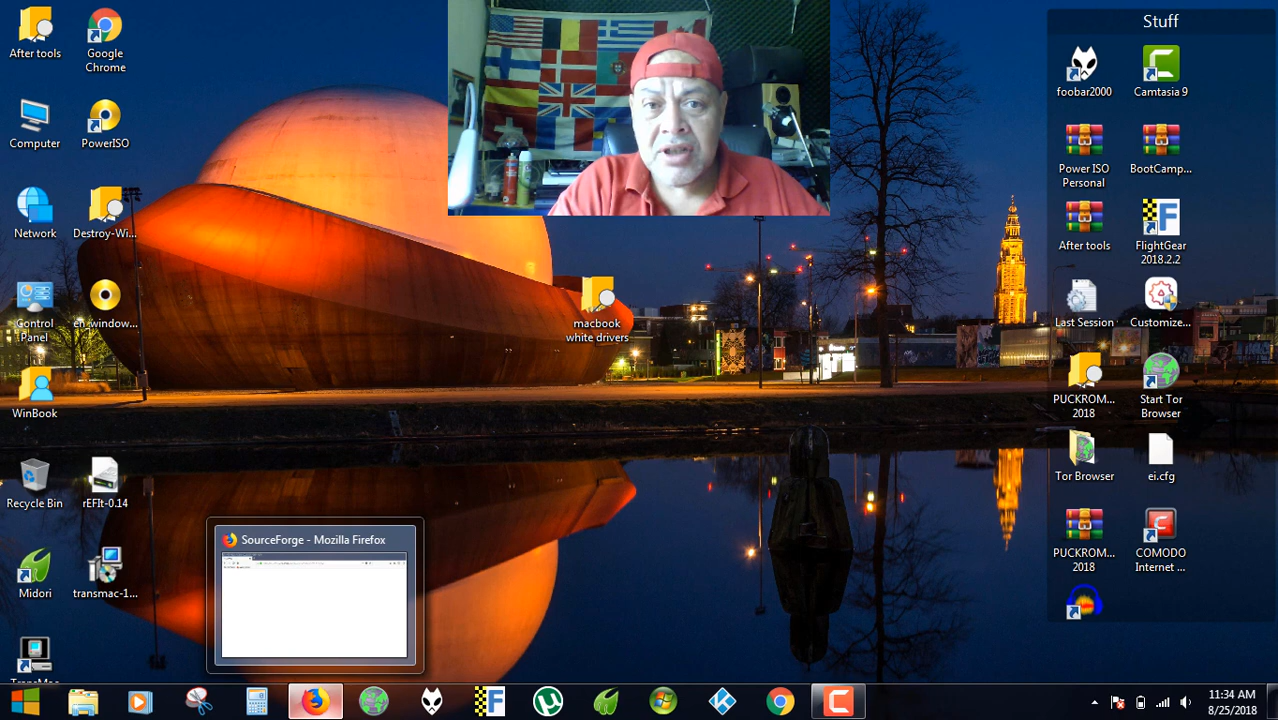 After tools
Google
Chrome
Computer
PowerISO
Network
Destroy-Wi...
Control
Panel
en_window...
WinBook
Recycle Bin
rEFIt-0.14
Midori
transmac-1...
TransMac
macbook
white drivers
SourceForge - Mozilla Firefox
Stuff
foobar2000
Camtasia 9
Power ISO
Personal
BootCamp...
After tools
FlightGear
2018.2.2
Last Session
Customize...
PUCKROM...
2018
Start Tor
Browser
Tor Browser
ei.cfg
PUCKROM...
2018
COMODO
Internet ...
11:34 AM
8/25/2018